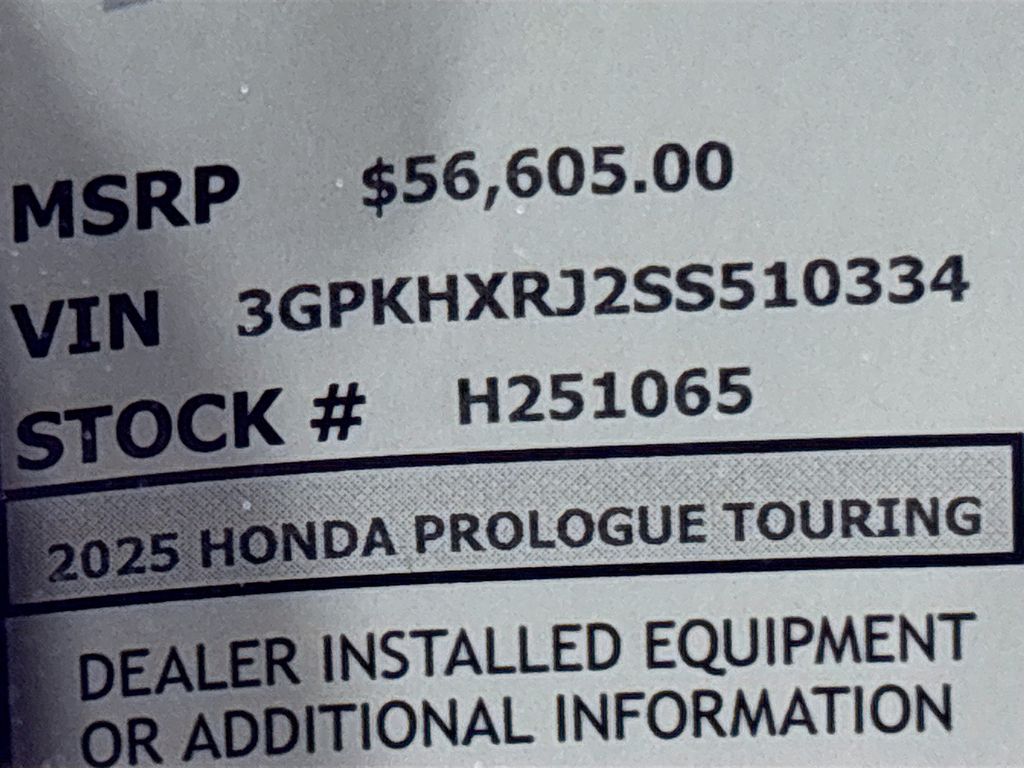 MSRP $56,605.00
VIN 3GPKHXRJ2SS510334
STOCK # H251065
2025 HONDA PROLOGUE TOURING
DEALER INSTALLED EQUIPMENT
OR ADDITIONAL INFORMATION